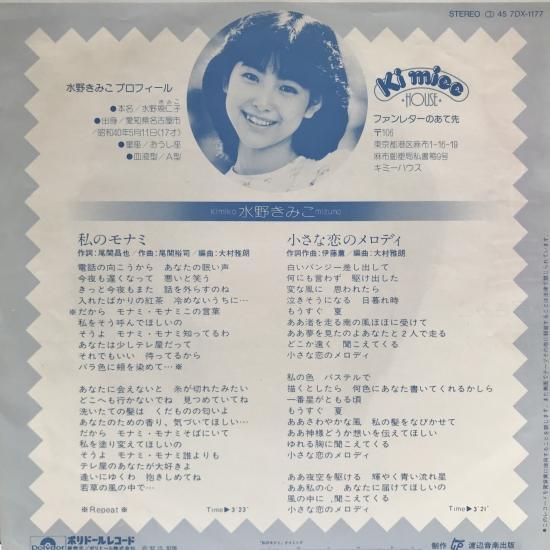 STEREO ① 45 7DX-1177
水野きみこプロフィール
きみこ
●本名/水野規仁子
●出身/愛知県名古屋市
/昭和40年5月11日(17才)
●星座/おうし座
●血液型/A型
Ki miee
・HOUSE・
ファンレターのあて先
〒106
東京都港区麻布1-16-19
麻布郵便局私書箱9号
キミーハウス
Kimiko 水野きみこ mizuno
私のモナミ
作詞:尾関昌也/作曲:尾関裕司/編曲:大村雅朗
電話の向こうから あなたの眠い声
今夜も遅くなって 悪いと笑う
きっと今夜もまた 話を外らすのね
入れたばかりの紅茶 冷めないうちに…
※だから モナミ・モナミこの言葉
私をそう呼んでほしいの
そうよ モナミ・モナミ知ってるわ
あなたは少しテレ屋だって
それでもいい 待ってるから
バラ色に頬を染めて…※
あなたに会えないと 糸が切れたみたい
どこへも行かないでね 見つめていてね
洗いたての髪は くだものの匂いよ
あなたのための香り、気づいてほしい…
だから モナミ・モナミそばにいて
私を塗り変えてほしいの
そうよ モナミ・モナミ誰よりも
テレ屋のあなたが大好きよ
逢いにゆくわ 抱きしめてね
若草の風の中で…
※Repeat※ Time▶3'23"
小さな恋のメロディ
作詞作曲:伊藤薫/編曲:大村雅朗
白いパンジー差し出して
何にも言わず 駆け出した
変な風に 思われたら
泣きそうになる 日暮れ時
もうすぐ 夏
ああ渚を走る南の風ほほに受けて
ああ夢を見たのよあなたと2人で走る
どこか遠く 聞こえてくる
小さな恋のメロディ
私の色 パステルで
描くとしたら 何色にあなた書いてくれるかしら
一番星がともる頃
もうすぐ 夏
ああさわやかな風 私の髪をなびかせて
ああ神様どうか想いを伝えてほしい
ゆれる胸に聞こえてくる
小さな恋のメロディ
ああ夜空を駆ける 輝やく青い流れ星
ああ私の心 あなたに届けてほしいの
風の中に、聞こえてくる
小さな恋のメロディ
Time▶3'21"
Polydor
ポリドールレコード
制作 渡辺音楽出版